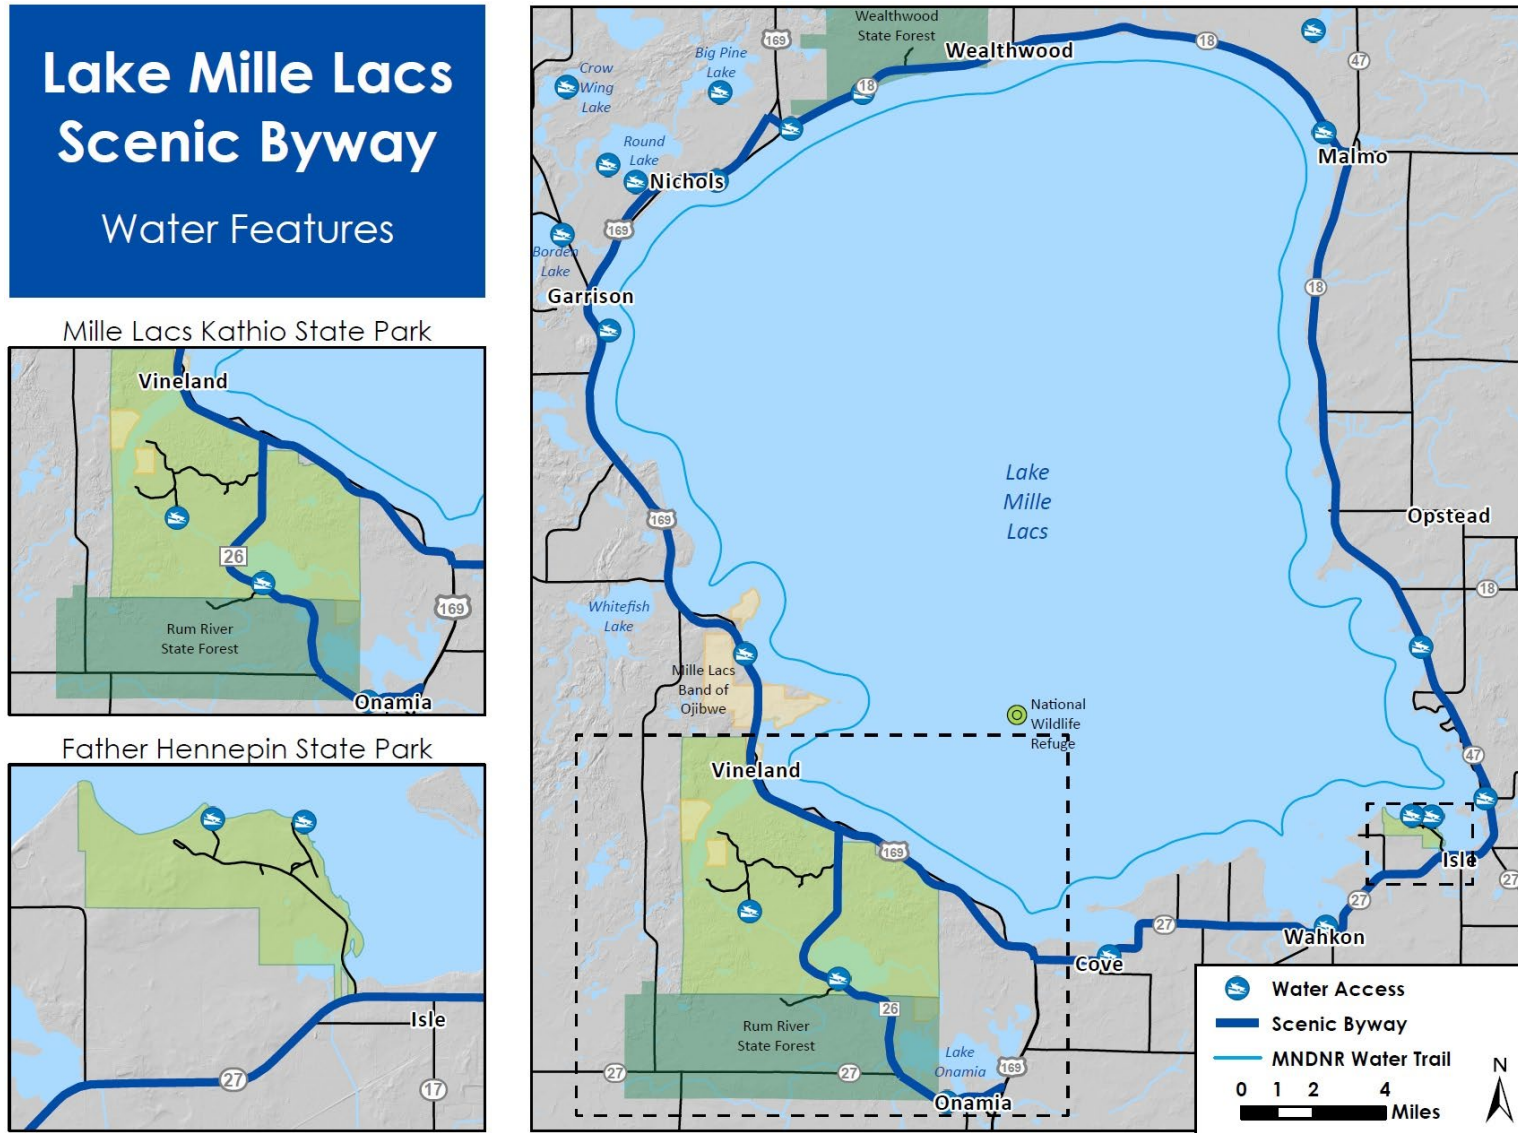 Lake Mille Lacs
Scenic Byway
Water Features
Mille Lacs Kathio State Park
Vineland
26
169
Rum River
State Forest
Onamia
Father Hennepin State Park
Isle
27
17
Wealthwood
State Forest
169
Wealthwood
18
18
47
Crow
Wing
Lake
Big Pine
Lake
Round
Lake
Nichols
Malmo
169
Borden
Lake
Garrison
18
Lake
Mille
Lacs
169
Opstead
18
Whitefish
Lake
Mille Lacs
Band of
Ojibwe
National
Wildlife
Refuge
47
Vineland
169
Isle
27
27
27
Wahkon
Cove
26
Rum River
State Forest
Lake
Onamia
27
27
169
Onamia
Water Access
Scenic Byway
MNDNR Water Trail
N
0 1 2 4
Miles